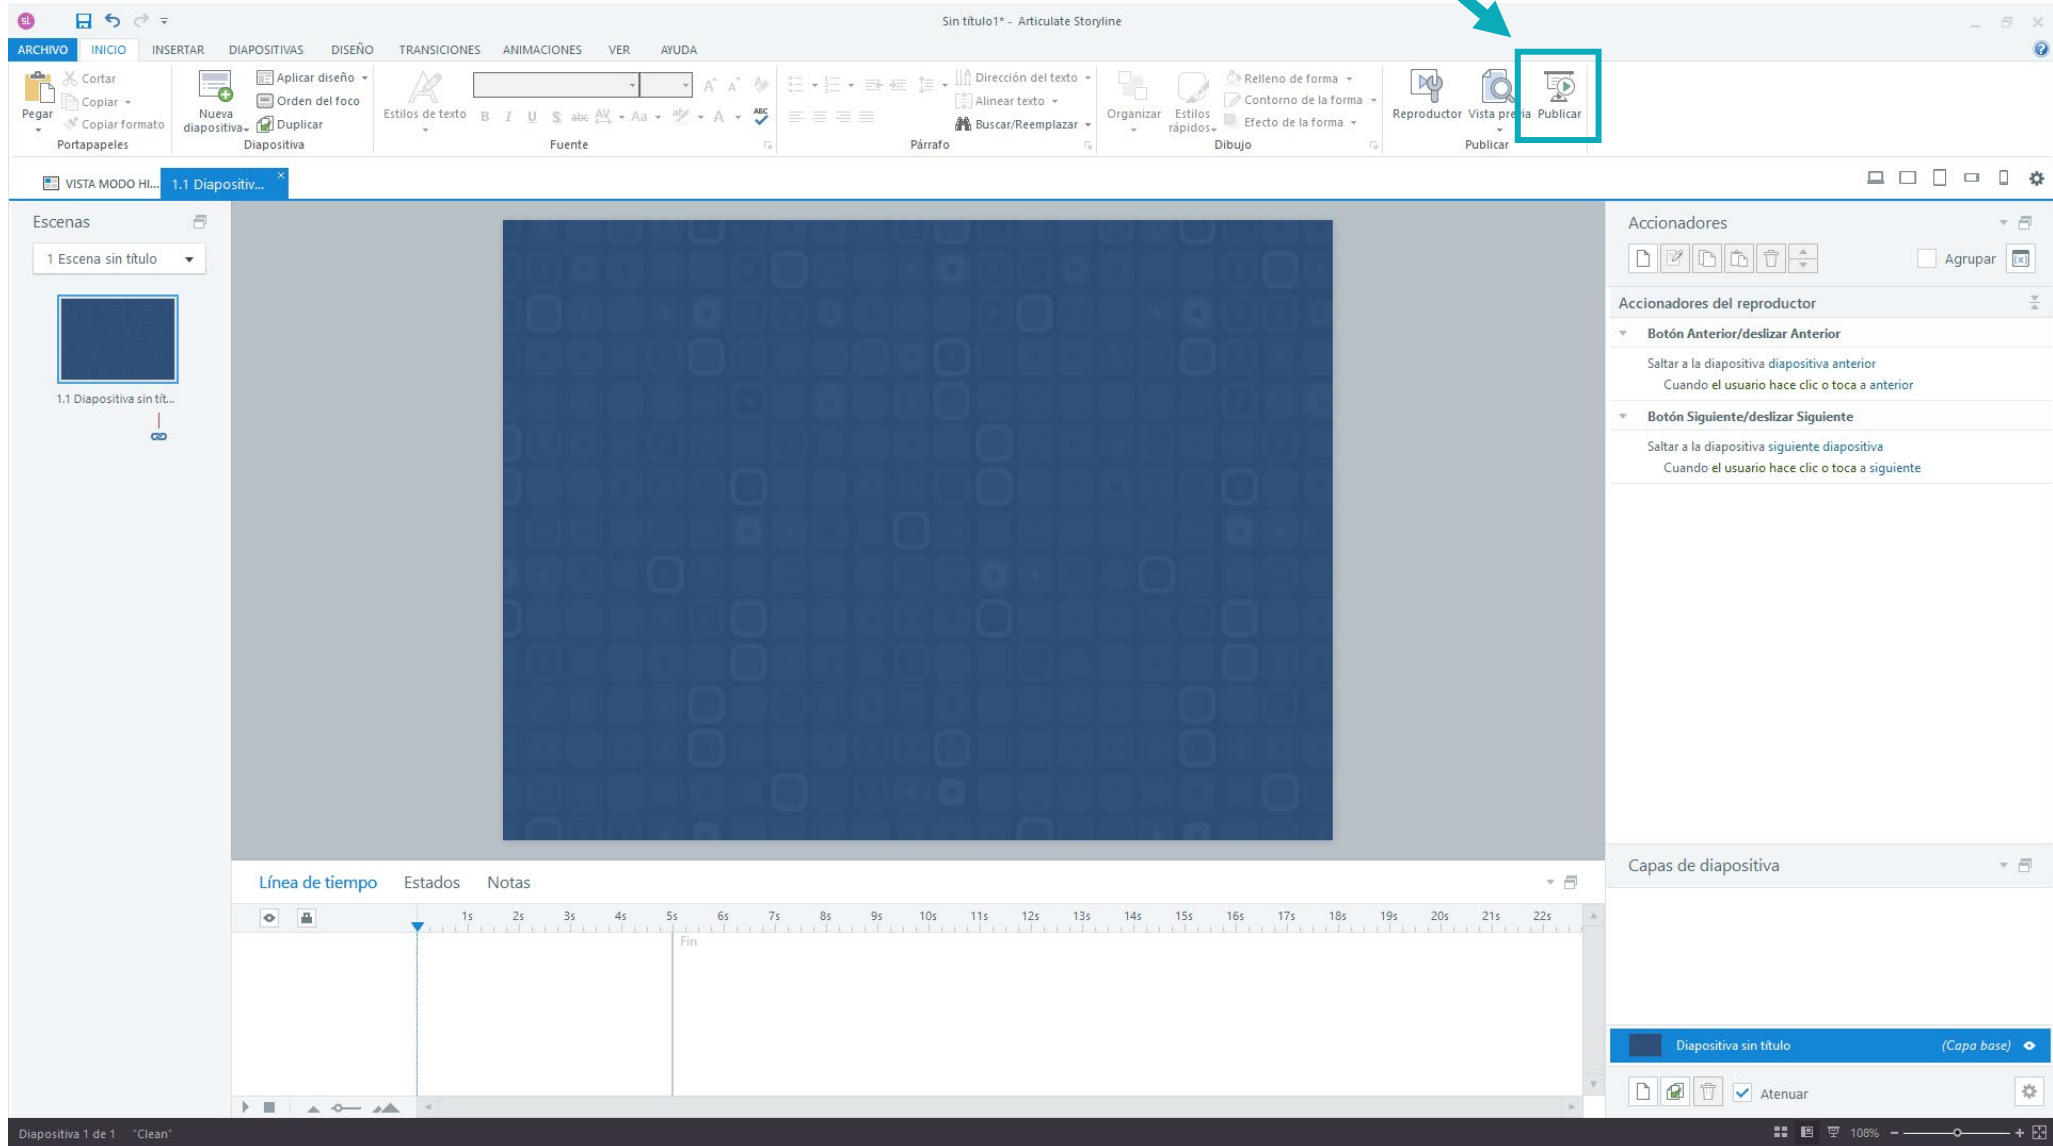 sl
Sin título1* - Articulate Storyline
ARCHIVO INICIO INSERTAR DIAPOSITIVAS DISEÑO TRANSICIONES ANIMACIONES VER AYUDA
Pegar
Cortar
Copiar
Copiar formato
Portapapeles
Nueva
diapositiva
Aplicar diseño
Orden del foco
Duplicar
Diapositiva
Estilos de texto
B I U S abc AV Aa aby A ABC
A A
Fuente
Dirección del texto
Alinear texto
Buscar/Reemplazar
Párrafo
Organizar
Estilos
rápidos
Relleno de forma
Contorno de la forma
Efecto de la forma
Dibujo
Reproductor Vista previa Publicar
Publicar
VISTA MODO HI... 1.1 Diapositiv...
Escenas
1 Escena sin título
1.1 Diapositiva sin tít...
Accionadores
Agrupar
Accionadores del reproductor
Botón Anterior/deslizar Anterior
Saltar a la diapositiva diapositiva anterior
Cuando el usuario hace clic o toca a anterior
Botón Siguiente/deslizar Siguiente
Saltar a la diapositiva siguiente diapositiva
Cuando el usuario hace clic o toca a siguiente
Línea de tiempo Estados Notas
1s 2s 3s 4s 5s 6s 7s 8s 9s 10s 11s 12s 13s 14s 15s 16s 17s 18s 19s 20s 21s 22s
Fin
Capas de diapositiva
Diapositiva sin título (Capa base)
Atenuar
Diapositiva 1 de 1 "Clean" 108%